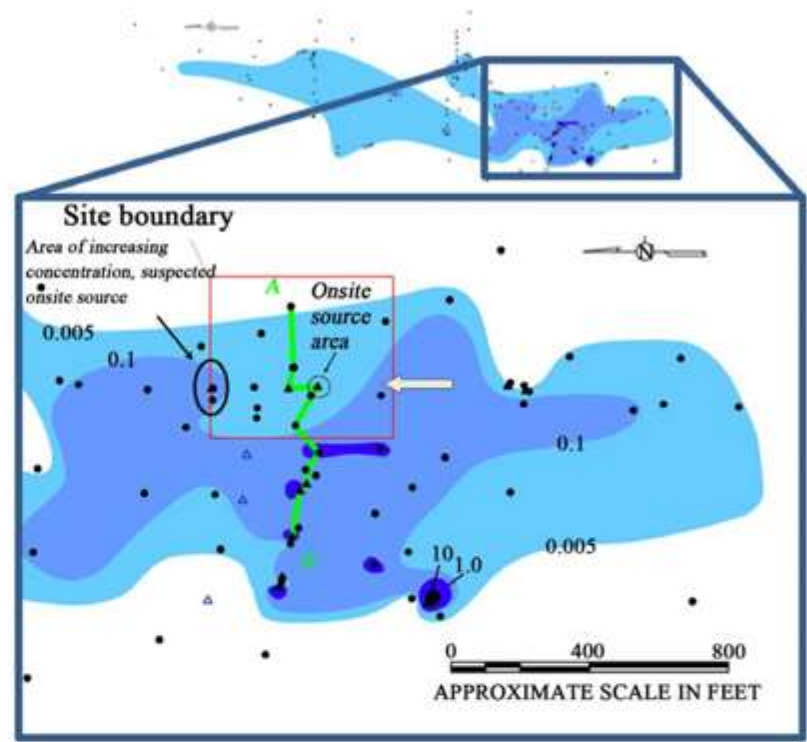 Site boundary
Area of increasing
concentration, suspected
onsite source
A
Onsite
source
area
N
0.005
0.1
0.1
0.005
10
1.0
0 400 800
APPROXIMATE SCALE IN FEET